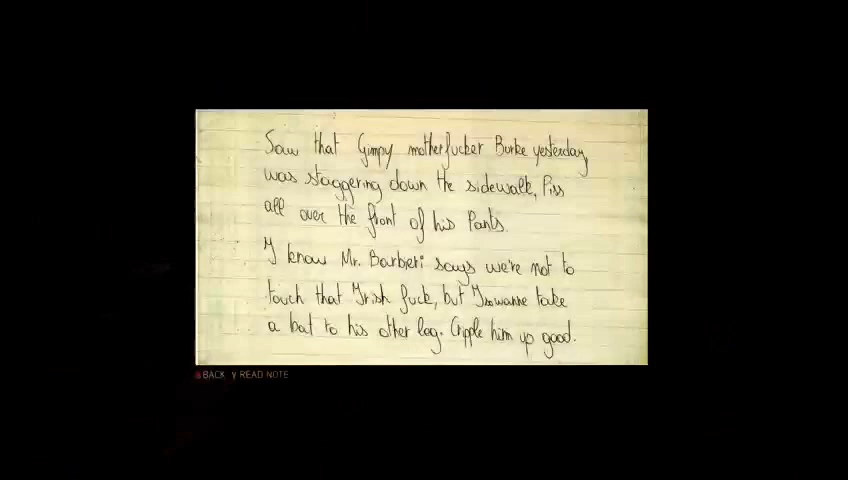 Saw that Gimpy motherfucker Burke yesterday,
was staggering down the sidewalk, Piss
all over the front of his Pants.
I know Mr. Barbieri says we're not to
touch that Irish fuck, but I so wanne take
a bat to his other leg. Cripple him up good.
BACK y READ NOTE